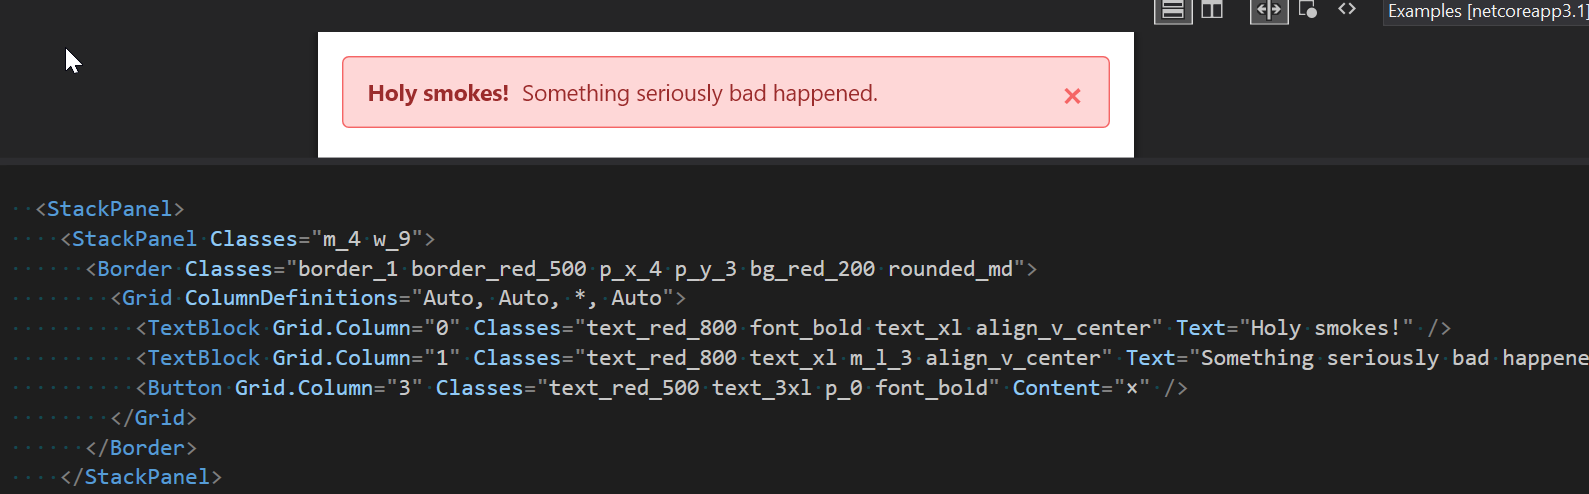 Examples [netcoreapp3.1]
Holy smokes! Something seriously bad happened. ×
<StackPanel>
<StackPanel Classes="m_4 w_9">
<Border Classes="border_1 border_red_500 p_x_4 p_y_3 bg_red_200 rounded_md">
<Grid ColumnDefinitions="Auto, Auto, *, Auto">
<TextBlock Grid.Column="0" Classes="text_red_800 font_bold text_xl align_v_center" Text="Holy smokes!" />
<TextBlock Grid.Column="1" Classes="text_red_800 text_xl m_l_3 align_v_center" Text="Something seriously bad happene
<Button Grid.Column="3" Classes="text_red_500 text_3xl p_0 font_bold" Content="×" />
</Grid>
</Border>
</StackPanel>